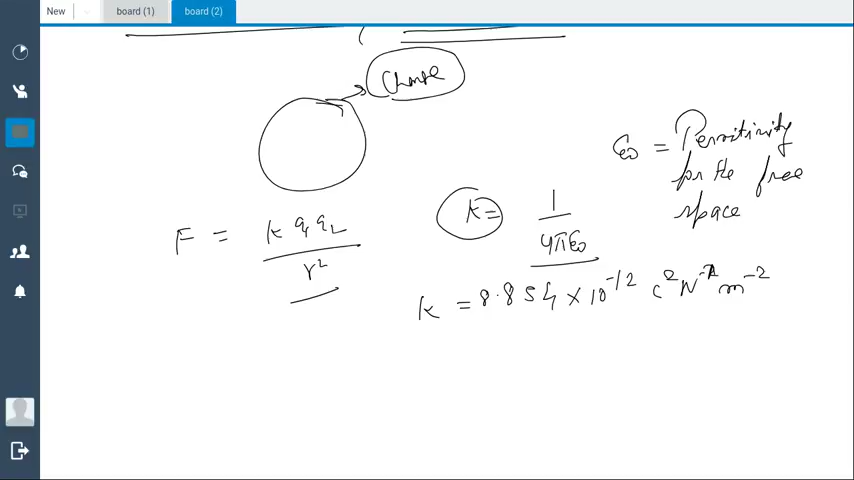 New board (1) board (2)
Charge
ε0 = Permitivity
for the free
space
F = k q1 q2 / r²
K = 1 / 4πε0
K = 8.854 × 10⁻¹² C² N⁻¹ m⁻²